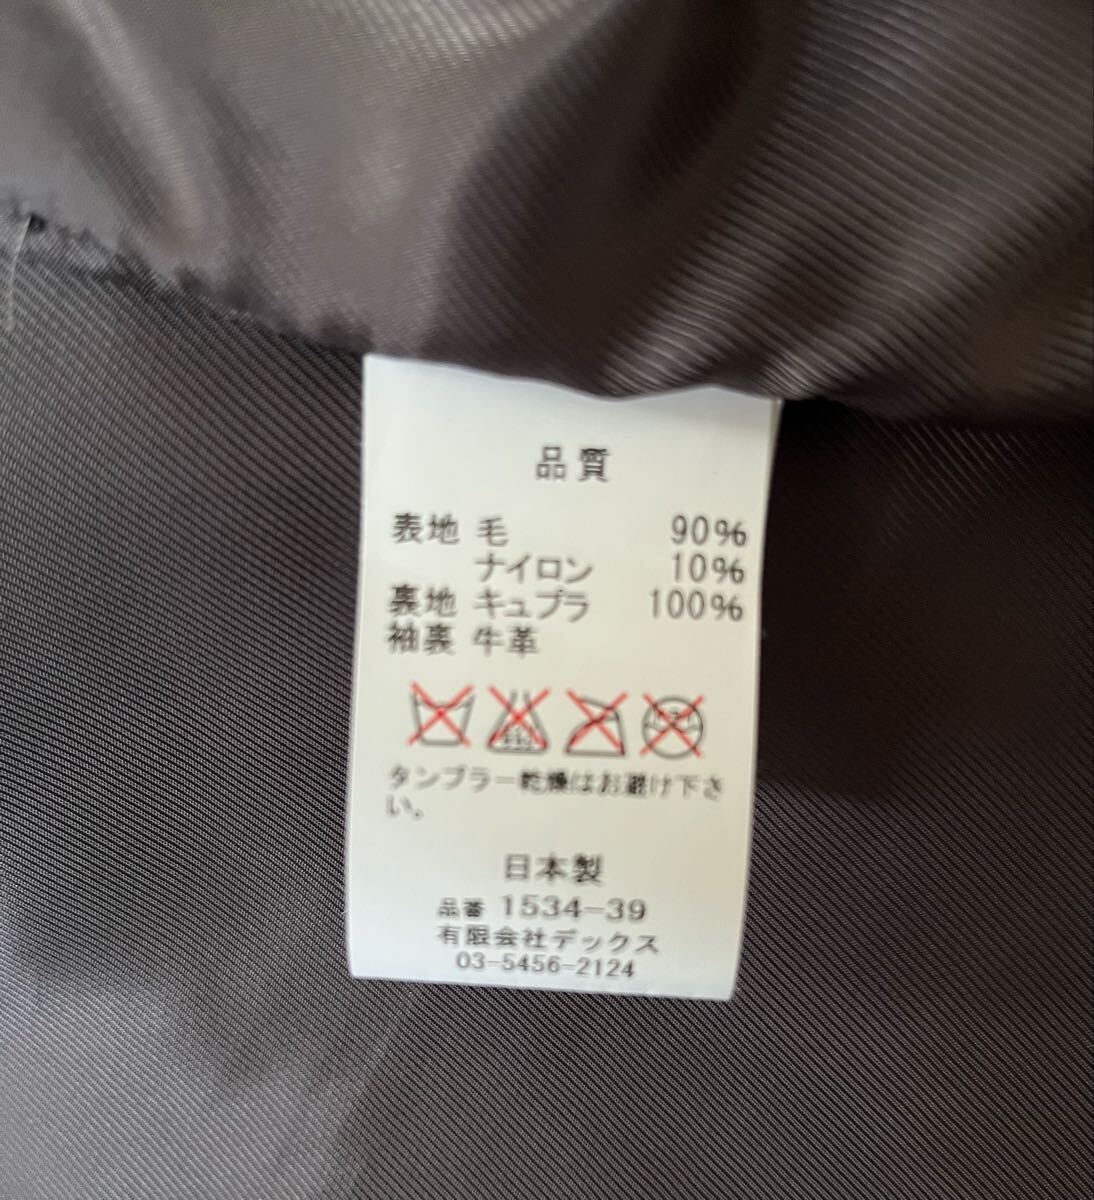 品質
表地 毛 90%
ナイロン 10%
裏地 キュプラ 100%
袖裏 牛革
タンブラー乾燥はお避け下さ
い。
日本製
品番 1534-39
有限会社デックス
03-5456-2124